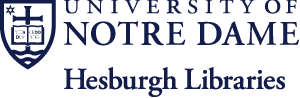 UNIVERSITY OF
NOTRE DAME
Hesburgh Libraries